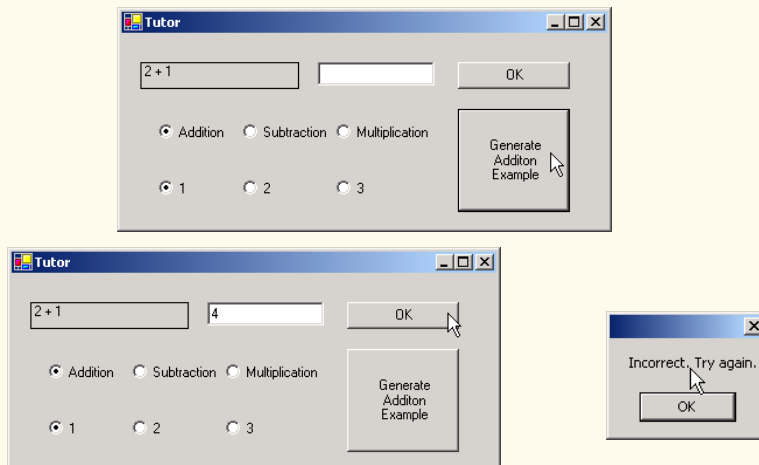 Tutor
2 + 1
OK
Addition Subtraction Multiplication
Generate
Additon
Example
1 2 3
Tutor
2 + 1 4 OK
Addition Subtraction Multiplication
Generate
Additon
Example
1 2 3
Incorrect. Try again.
OK